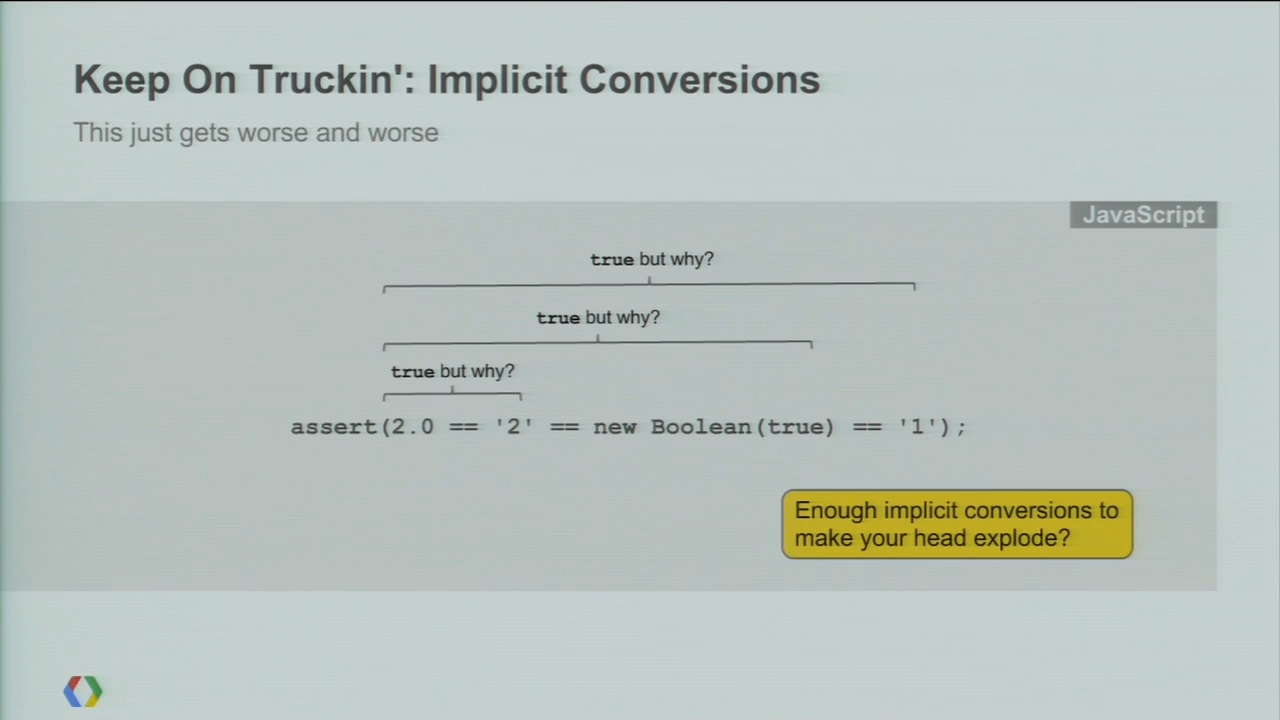 Keep On Truckin': Implicit Conversions
This just gets worse and worse
JavaScript
true but why?
true but why?
true but why?
assert(2.0 == '2' == new Boolean(true) == '1');
Enough implicit conversions to
make your head explode?